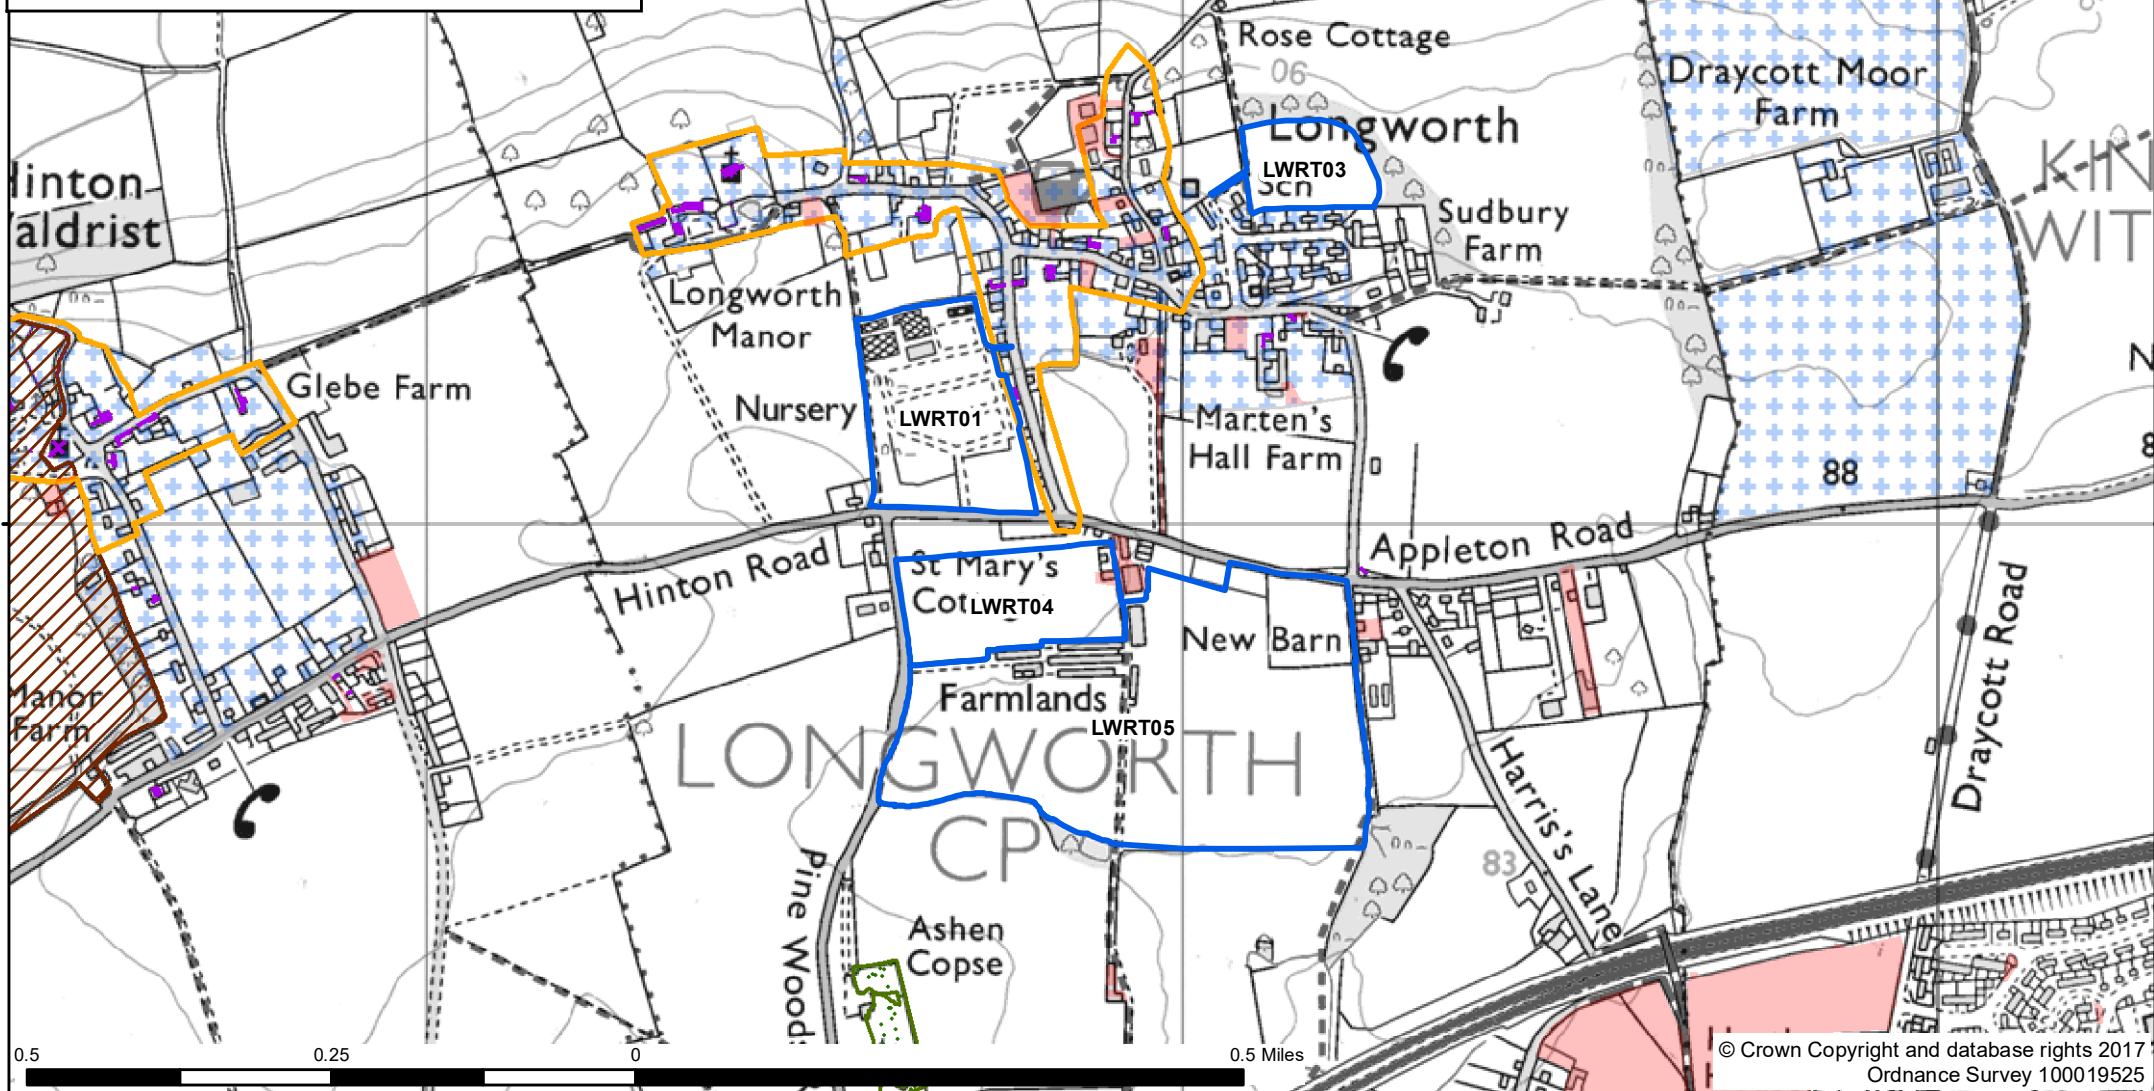 Rose Cottage
06
Draycott Moor
Farm
Longworth
LWRT03
Sch
Sudbury
Farm
Longworth
Manor
Glebe Farm
Nursery
LWRT01
Marten's
Hall Farm
88
Appleton Road
Hinton Road
St Mary's
LWRT04
New Barn
Farmlands
LWRT05
LONGWORTH
CP
Manor
Farm
Draycott Road
Harris's Lane
83
Pine Woods
Ashen
Copse
0.5
0.25
0
0.5 Miles
© Crown Copyright and database rights 2017
Ordnance Survey 100019525